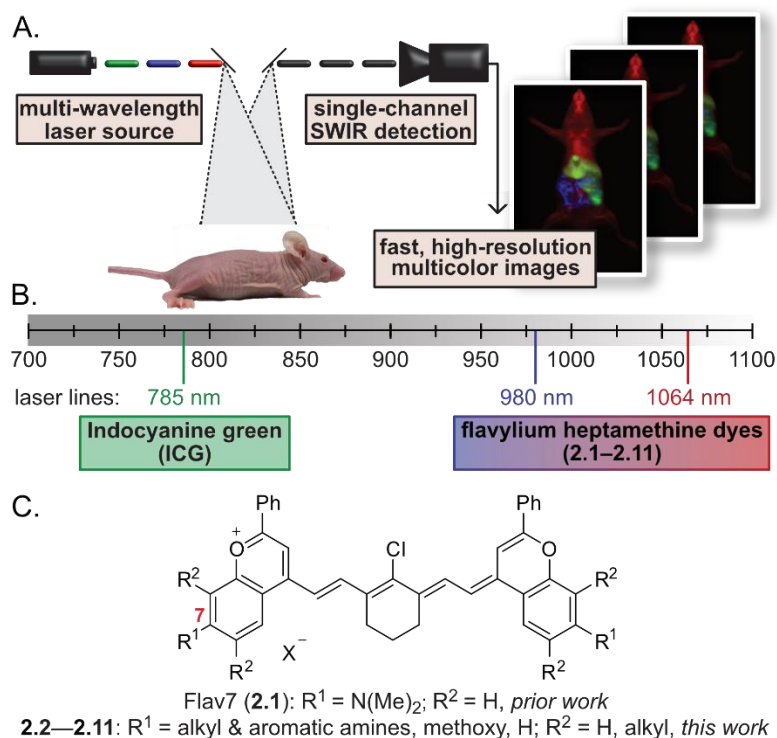 A.
multi-wavelength
laser source
single-channel
SWIR detection
fast, high-resolution
multicolor images
B.
700 750 800 850 900 950 1000 1050 1100
laser lines: 785 nm 980 nm 1064 nm
Indocyanine green
(ICG)
flavylium heptamethine dyes
(2.1–2.11)
C.
Ph Ph
+
O Cl O
R² R²
7
R¹ R¹
R² X⁻ R²
Flav7 (2.1): R¹ = N(Me)₂; R² = H, prior work
2.2—2.11: R¹ = alkyl & aromatic amines, methoxy, H; R² = H, alkyl, this work